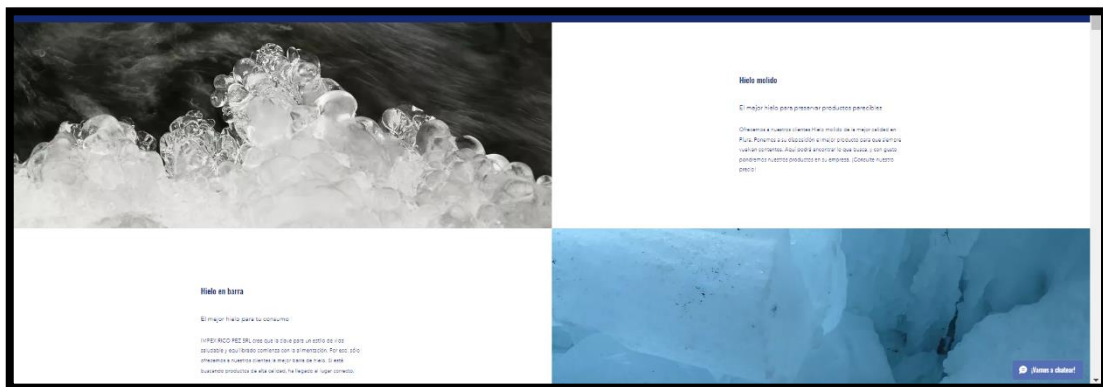 Hielo molido
El mejor hielo para preservar productos perecibles
Ofrecemos a nuestros clientes Hielo molido de la mejor calidad en
Piura. Ponemos a su disposición el mejor producto para que siempre
vuelvan contentos. Aquí podrá encontrar lo que busca, y con gusto
pondremos nuestros productos en su empresa. ¡Consulte nuestro
precio!
Hielo en barra
El mejor hielo para tu consumo
IMPEX RICO PEZ SRL cree que la clave para un estilo de vida
saludable y equilibrado comienza con la alimentación. Por eso, sólo
ofrecemos a nuestros clientes la mejor barra de hielo. Si está
buscando productos de alta calidad, ha llegado al lugar correcto.
¡Vamos a chatear!